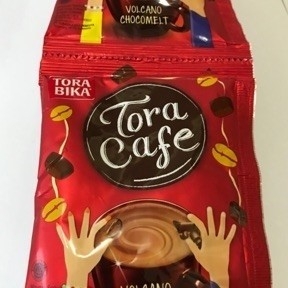 VOLCANO
CHOCOMELT
TORA
BIKA
Tora
Cafe
VOLCANO